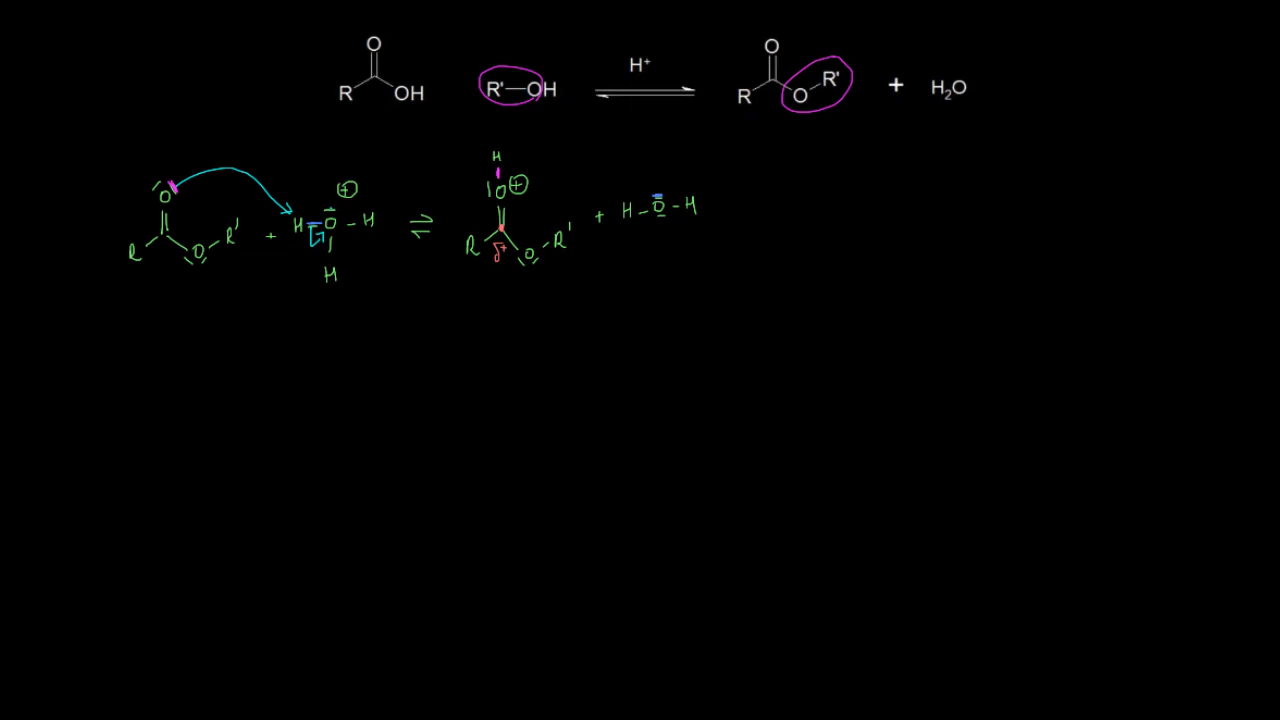 O O
H⁺
R OH R'—OH ⇌ R O R' + H₂O
H
O O ⊕
⊕
R O R' + H–O–H ⇌ R δ+ O R' + H–O–H
H